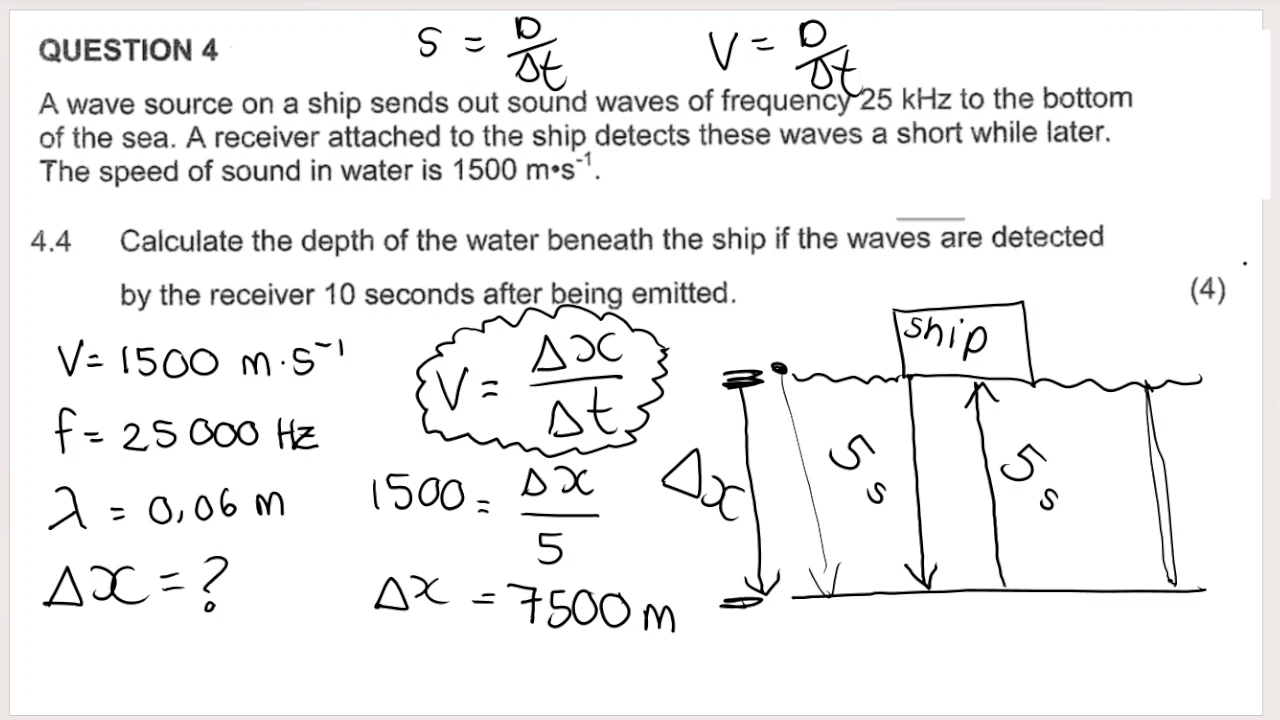 S = D/Δt
V = D/Δt
QUESTION 4
A wave source on a ship sends out sound waves of frequency 25 kHz to the bottom
of the sea. A receiver attached to the ship detects these waves a short while later.
The speed of sound in water is 1500 m•s⁻¹.
4.4 Calculate the depth of the water beneath the ship if the waves are detected
by the receiver 10 seconds after being emitted. (4)
V = 1500 m·s⁻¹
f = 25 000 Hz
λ = 0,06 m
Δx = ?
V = Δx/Δt
1500 = Δx/5
Δx = 7500 m
ship
Δx
5 s
5 s